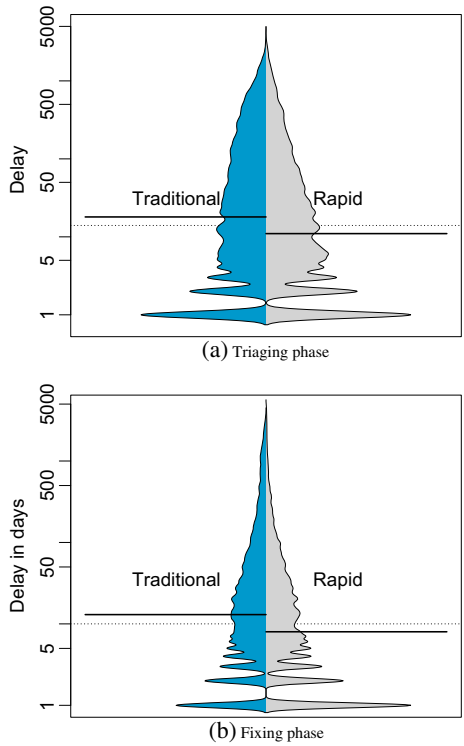 5000
500
50
5
1
Delay
Traditional
Rapid
(a) Triaging phase
5000
500
50
5
1
Delay in days
Traditional
Rapid
(b) Fixing phase